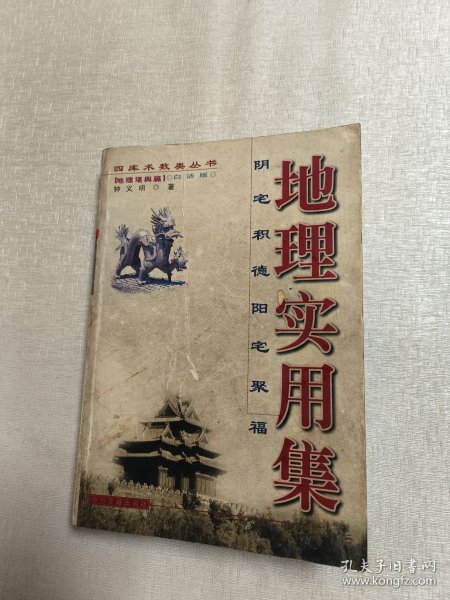 四库术数类丛书
【地理堪舆篇】◎白话版◎
钟义明◎著
地理实用集
阴宅积德阳宅聚福
孔夫子旧书网
www.kongfz.com